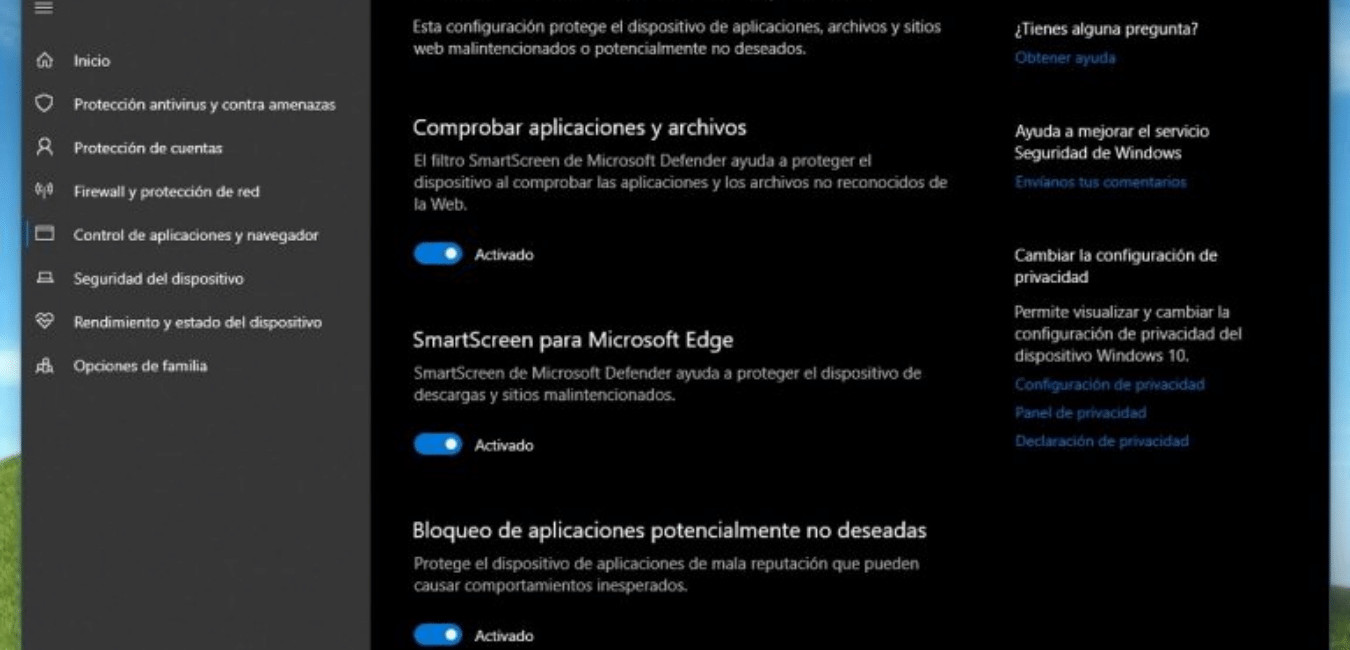 Inicio
Protección antivirus y contra amenazas
Protección de cuentas
Firewall y protección de red
Control de aplicaciones y navegador
Seguridad del dispositivo
Rendimiento y estado del dispositivo
Opciones de familia
Esta configuración protege el dispositivo de aplicaciones, archivos y sitios
web malintencionados o potencialmente no deseados.
Comprobar aplicaciones y archivos
El filtro SmartScreen de Microsoft Defender ayuda a proteger el
dispositivo al comprobar las aplicaciones y los archivos no reconocidos de
la Web.
Activado
SmartScreen para Microsoft Edge
SmartScreen de Microsoft Defender ayuda a proteger el dispositivo de
descargas y sitios malintencionados.
Activado
Bloqueo de aplicaciones potencialmente no deseadas
Protege el dispositivo de aplicaciones de mala reputación que pueden
causar comportamientos inesperados.
Activado
¿Tienes alguna pregunta?
Obtener ayuda
Ayuda a mejorar el servicio
Seguridad de Windows
Envíanos tus comentarios
Cambiar la configuración de
privacidad
Permite visualizar y cambiar la
configuración de privacidad del
dispositivo Windows 10.
Configuración de privacidad
Panel de privacidad
Declaración de privacidad